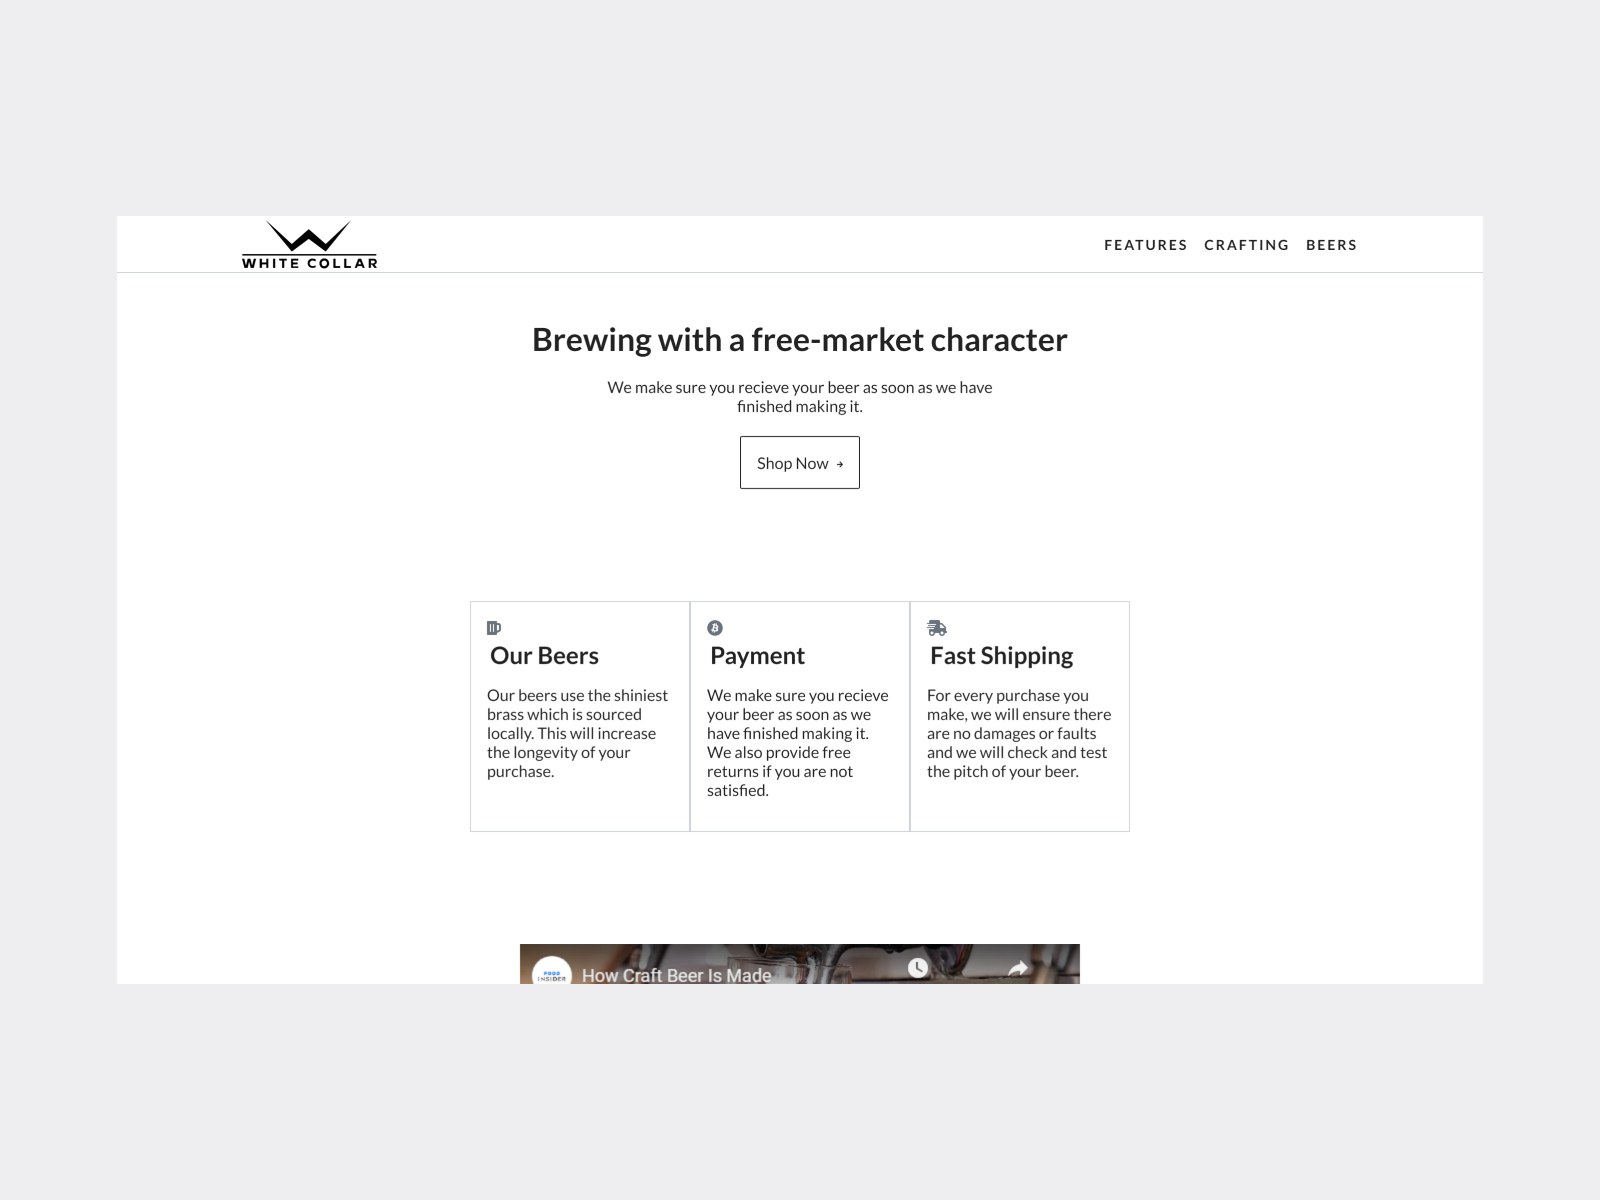 WHITE COLLAR
FEATURES CRAFTING BEERS
Brewing with a free-market character
We make sure you recieve your beer as soon as we have
finished making it.
Shop Now →
Our Beers
Our beers use the shiniest
brass which is sourced
locally. This will increase
the longevity of your
purchase.
Payment
We make sure you recieve
your beer as soon as we
have finished making it.
We also provide free
returns if you are not
satisfied.
Fast Shipping
For every purchase you
make, we will ensure there
are no damages or faults
and we will check and test
the pitch of your beer.
FOOD
INSIDER
How Craft Beer Is Made